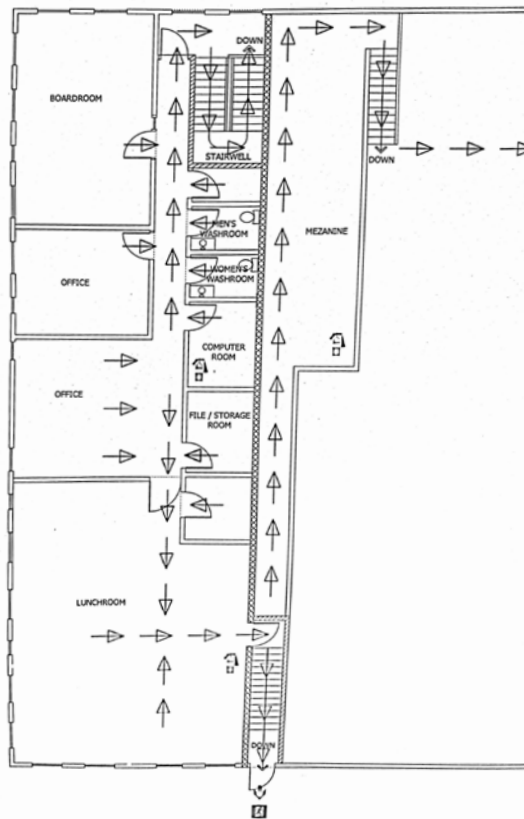 DOWN
BOARDROOM
STAIRWELL
DOWN
MEN'S
WASHROOM
MEZANINE
WOMEN'S
WASHROOM
OFFICE
COMPUTER
ROOM
OFFICE
FILE / STORAGE
ROOM
LUNCHROOM
DOWN